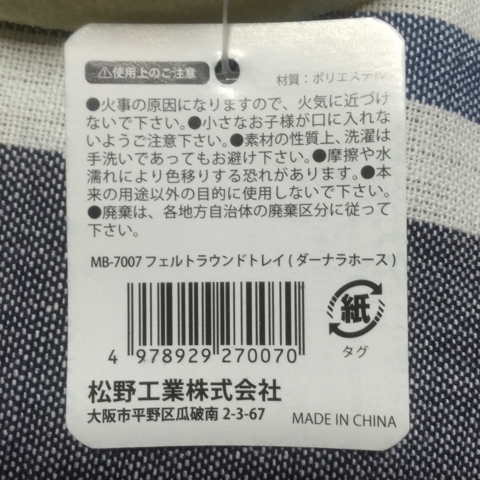 ⚠使用上のご注意
材質：ポリエステル
●火事の原因になりますので、火気に近づけ
ないで下さい。●小さなお子様が口に入れな
いようご注意下さい。●素材の性質上、洗濯は
手洗いであってもお避け下さい。●摩擦や水
濡れにより色移りする恐れがあります。●本
来の用途以外の目的に使用しないで下さい。
●廃棄は、各地方自治体の廃棄区分に従って
下さい。
MB-7007 フェルトラウンドトレイ ( ダーナラホース )
紙
タグ
4 978929 270070
松野工業株式会社
大阪市平野区瓜破南 2-3-67
MADE IN CHINA